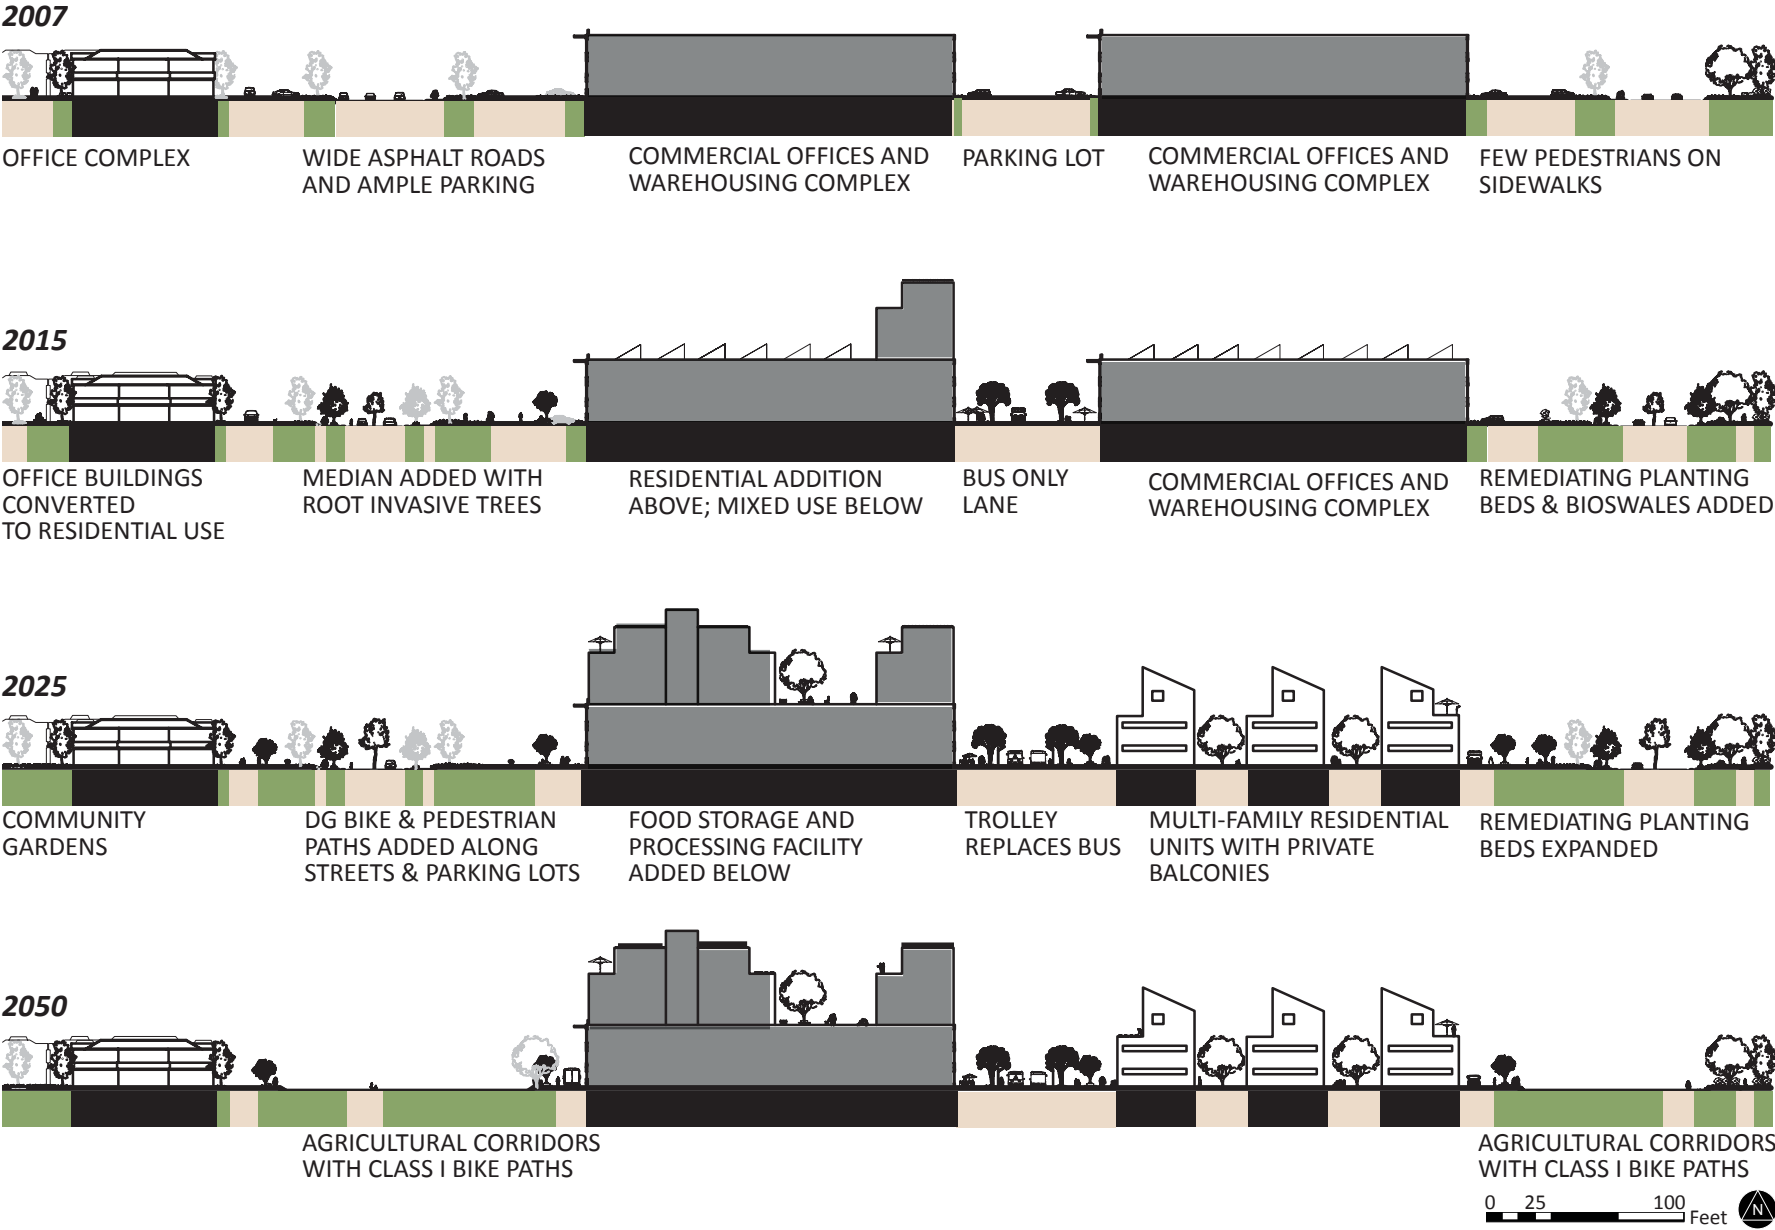 2007
OFFICE COMPLEX
WIDE ASPHALT ROADS
AND AMPLE PARKING
COMMERCIAL OFFICES AND
WAREHOUSING COMPLEX
PARKING LOT
COMMERCIAL OFFICES AND
WAREHOUSING COMPLEX
FEW PEDESTRIANS ON
SIDEWALKS
2015
OFFICE BUILDINGS
CONVERTED
TO RESIDENTIAL USE
MEDIAN ADDED WITH
ROOT INVASIVE TREES
RESIDENTIAL ADDITION
ABOVE; MIXED USE BELOW
BUS ONLY
LANE
COMMERCIAL OFFICES AND
WAREHOUSING COMPLEX
REMEDIATING PLANTING
BEDS & BIOSWALES ADDED
2025
COMMUNITY
GARDENS
DG BIKE & PEDESTRIAN
PATHS ADDED ALONG
STREETS & PARKING LOTS
FOOD STORAGE AND
PROCESSING FACILITY
ADDED BELOW
TROLLEY
REPLACES BUS
MULTI-FAMILY RESIDENTIAL
UNITS WITH PRIVATE
BALCONIES
REMEDIATING PLANTING
BEDS EXPANDED
2050
AGRICULTURAL CORRIDORS
WITH CLASS I BIKE PATHS
AGRICULTURAL CORRIDORS
WITH CLASS I BIKE PATHS
0 25 100 Feet
N